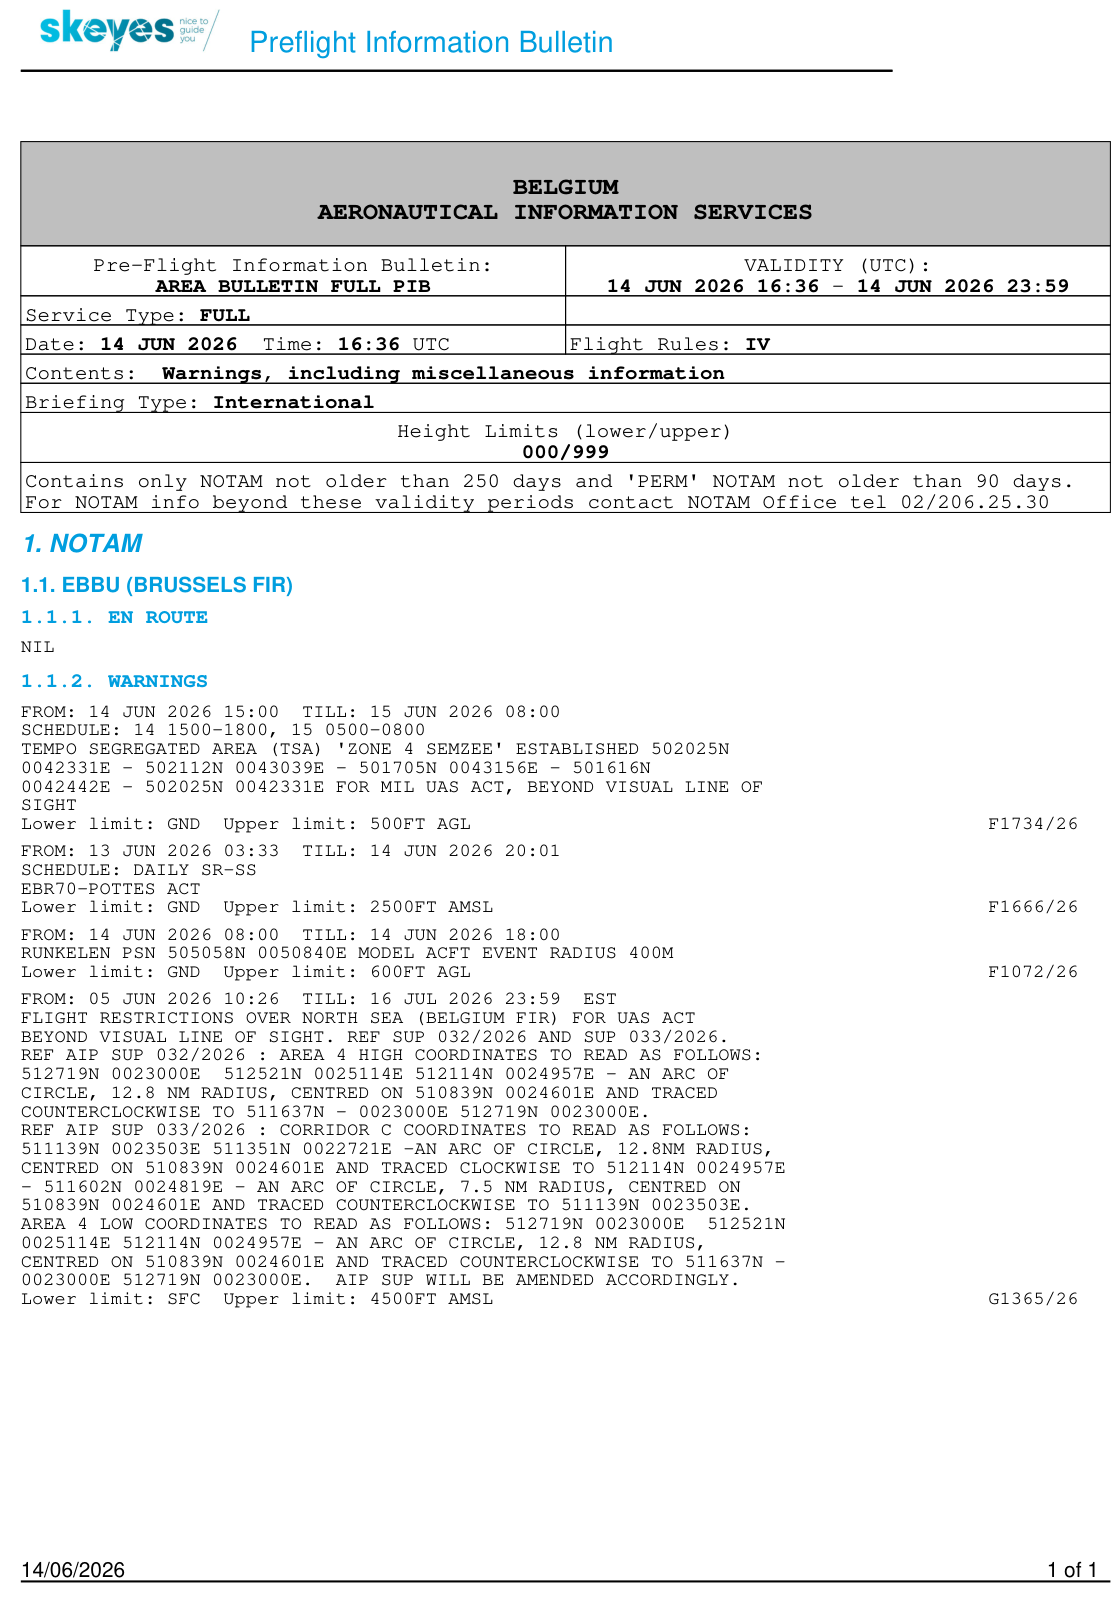 skeyes nice to guide you
Preflight Information Bulletin
BELGIUM
AERONAUTICAL INFORMATION SERVICES
Pre-Flight Information Bulletin:
AREA BULLETIN FULL PIB
VALIDITY (UTC):
14 JUN 2026 16:36 - 14 JUN 2026 23:59
Service Type: FULL
Date: 14 JUN 2026  Time: 16:36 UTC
Flight Rules: IV
Contents:  Warnings, including miscellaneous information
Briefing Type: International
Height Limits (lower/upper)
000/999
Contains only NOTAM not older than 250 days and 'PERM' NOTAM not older than 90 days.
For NOTAM info beyond these validity periods contact NOTAM Office tel 02/206.25.30
1. NOTAM
1.1. EBBU (BRUSSELS FIR)
1.1.1. EN ROUTE
NIL
1.1.2. WARNINGS
FROM: 14 JUN 2026 15:00  TILL: 15 JUN 2026 08:00
SCHEDULE: 14 1500-1800, 15 0500-0800
TEMPO SEGREGATED AREA (TSA) 'ZONE 4 SEMZEE' ESTABLISHED 502025N
0042331E - 502112N 0043039E - 501705N 0043156E - 501616N
0042442E - 502025N 0042331E FOR MIL UAS ACT, BEYOND VISUAL LINE OF
SIGHT
Lower limit: GND  Upper limit: 500FT AGL F1734/26
FROM: 13 JUN 2026 03:33  TILL: 14 JUN 2026 20:01
SCHEDULE: DAILY SR-SS
EBR70-POTTES ACT
Lower limit: GND  Upper limit: 2500FT AMSL F1666/26
FROM: 14 JUN 2026 08:00  TILL: 14 JUN 2026 18:00
RUNKELEN PSN 505058N 0050840E MODEL ACFT EVENT RADIUS 400M
Lower limit: GND  Upper limit: 600FT AGL F1072/26
FROM: 05 JUN 2026 10:26  TILL: 16 JUL 2026 23:59  EST
FLIGHT RESTRICTIONS OVER NORTH SEA (BELGIUM FIR) FOR UAS ACT
BEYOND VISUAL LINE OF SIGHT. REF SUP 032/2026 AND SUP 033/2026.
REF AIP SUP 032/2026 : AREA 4 HIGH COORDINATES TO READ AS FOLLOWS:
512719N 0023000E  512521N 0025114E 512114N 0024957E - AN ARC OF
CIRCLE, 12.8 NM RADIUS, CENTRED ON 510839N 0024601E AND TRACED
COUNTERCLOCKWISE TO 511637N - 0023000E 512719N 0023000E.
REF AIP SUP 033/2026 : CORRIDOR C COORDINATES TO READ AS FOLLOWS:
511139N 0023503E 511351N 0022721E -AN ARC OF CIRCLE, 12.8NM RADIUS,
CENTRED ON 510839N 0024601E AND TRACED CLOCKWISE TO 512114N 0024957E
- 511602N 0024819E - AN ARC OF CIRCLE, 7.5 NM RADIUS, CENTRED ON
510839N 0024601E AND TRACED COUNTERCLOCKWISE TO 511139N 0023503E.
AREA 4 LOW COORDINATES TO READ AS FOLLOWS: 512719N 0023000E  512521N
0025114E 512114N 0024957E - AN ARC OF CIRCLE, 12.8 NM RADIUS,
CENTRED ON 510839N 0024601E AND TRACED COUNTERCLOCKWISE TO 511637N -
0023000E 512719N 0023000E.  AIP SUP WILL BE AMENDED ACCORDINGLY.
Lower limit: SFC  Upper limit: 4500FT AMSL G1365/26
14/06/2026 1 of 1